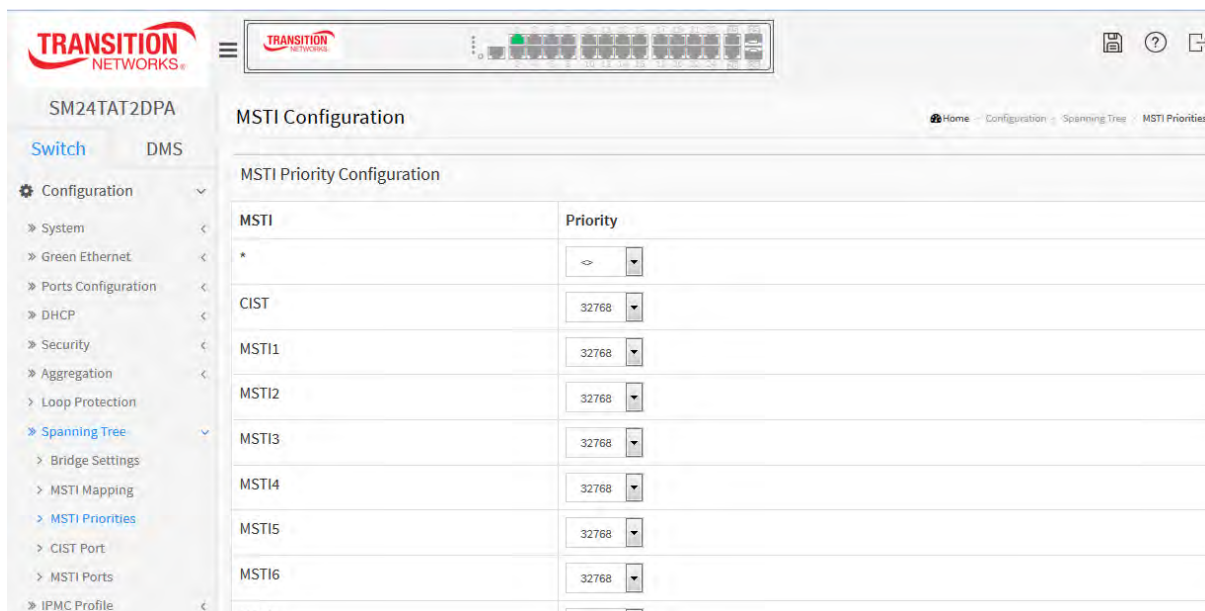 TRANSITION
NETWORKS®
TRANSITION
NETWORKS
SM24TAT2DPA
Switch DMS
Configuration
System
Green Ethernet
Ports Configuration
DHCP
Security
Aggregation
Loop Protection
Spanning Tree
Bridge Settings
MSTI Mapping
MSTI Priorities
CIST Port
MSTI Ports
IPMC Profile
MSTI Configuration
Home - Configuration - Spanning Tree - MSTI Priorities
MSTI Priority Configuration
MSTI Priority
* <>
CIST 32768
MSTI1 32768
MSTI2 32768
MSTI3 32768
MSTI4 32768
MSTI5 32768
MSTI6 32768